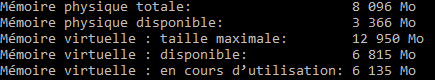 Mémoire physique totale: 8 096 Mo
Mémoire physique disponible: 3 366 Mo
Mémoire virtuelle : taille maximale: 12 950 Mo
Mémoire virtuelle : disponible: 6 815 Mo
Mémoire virtuelle : en cours d’utilisation: 6 135 Mo